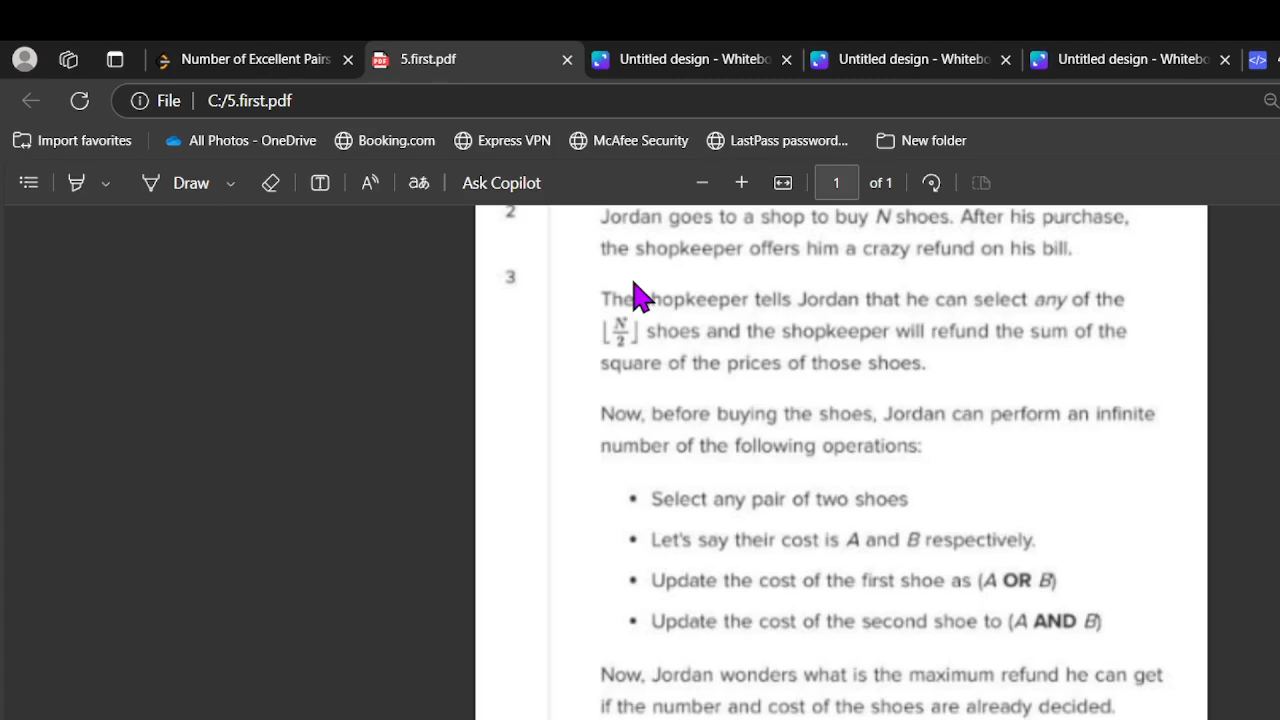 Number of Excellent Pairs
5.first.pdf
Untitled design - Whitebo
Untitled design - Whitebo
Untitled design - Whitebo
File C:/5.first.pdf
Import favorites
All Photos - OneDrive
Booking.com
Express VPN
McAfee Security
LastPass password...
New folder
Draw
Ask Copilot
1 of 1
2
Jordan goes to a shop to buy N shoes. After his purchase,
the shopkeeper offers him a crazy refund on his bill.
3
The shopkeeper tells Jordan that he can select any of the
⌊N/2⌋ shoes and the shopkeeper will refund the sum of the
square of the prices of those shoes.
Now, before buying the shoes, Jordan can perform an infinite
number of the following operations:
• Select any pair of two shoes
• Let's say their cost is A and B respectively.
• Update the cost of the first shoe as (A OR B)
• Update the cost of the second shoe to (A AND B)
Now, Jordan wonders what is the maximum refund he can get
if the number and cost of the shoes are already decided.